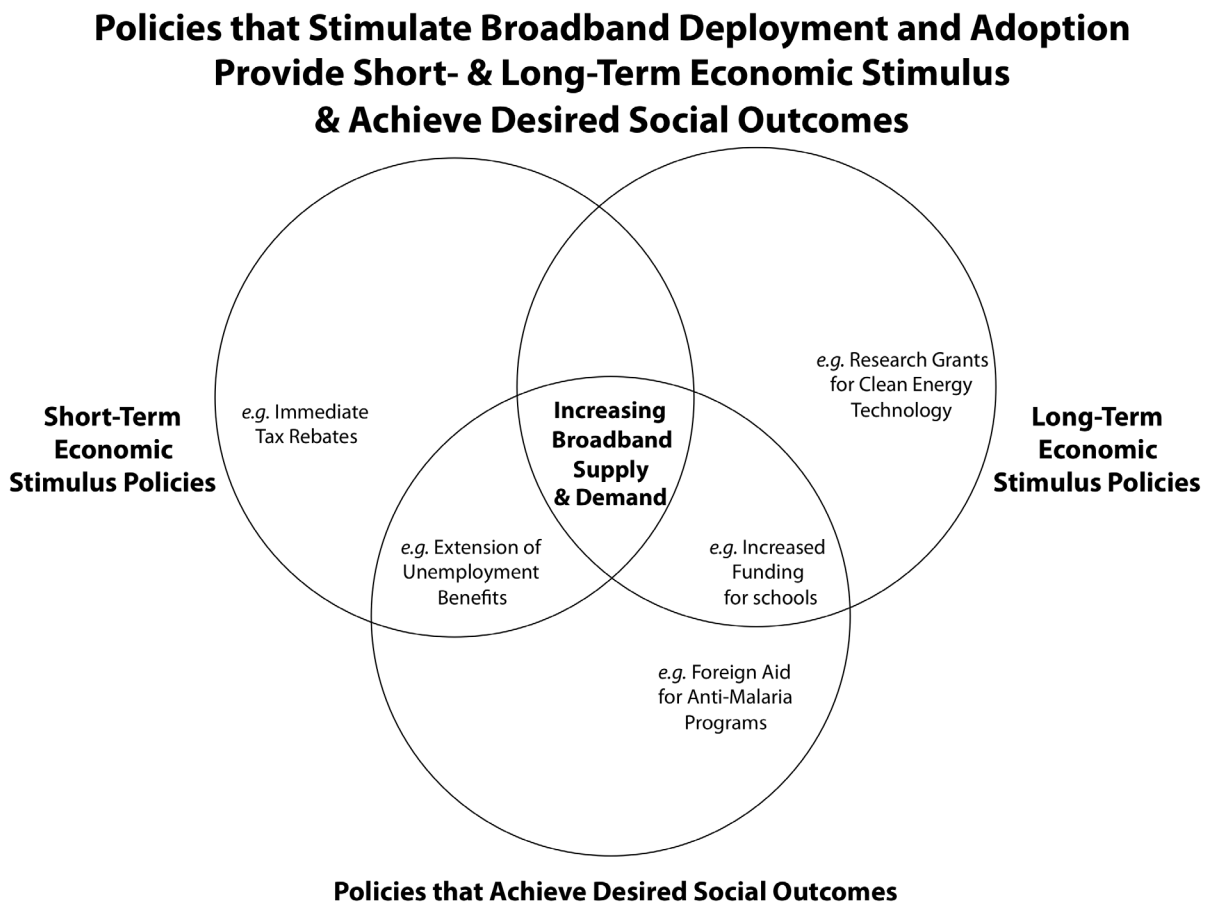 Policies that Stimulate Broadband Deployment and Adoption
Provide Short- & Long-Term Economic Stimulus
& Achieve Desired Social Outcomes
e.g. Research Grants
for Clean Energy
Technology
Short-Term
Economic
Stimulus Policies
e.g. Immediate
Tax Rebates
Increasing
Broadband
Supply
& Demand
Long-Term
Economic
Stimulus Policies
e.g. Extension of
Unemployment
Benefits
e.g. Increased
Funding
for schools
e.g. Foreign Aid
for Anti-Malaria
Programs
Policies that Achieve Desired Social Outcomes